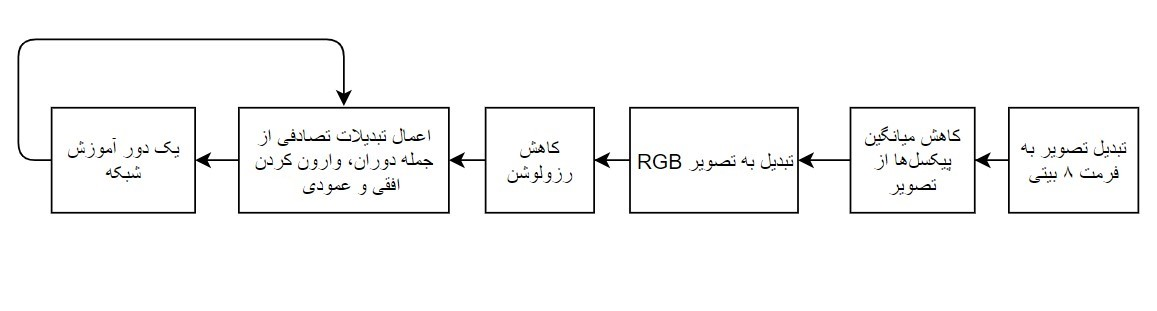 تبدیل تصویر به
فرمت ۸ بیتی
کاهش میانگین
پیکسل‌ها از
تصویر
تبدیل به تصویر RGB
کاهش
رزولوشن
اعمال تبدیلات تصادفی از
جمله دوران، وارون کردن
افقی و عمودی
یک دور آموزش
شبکه